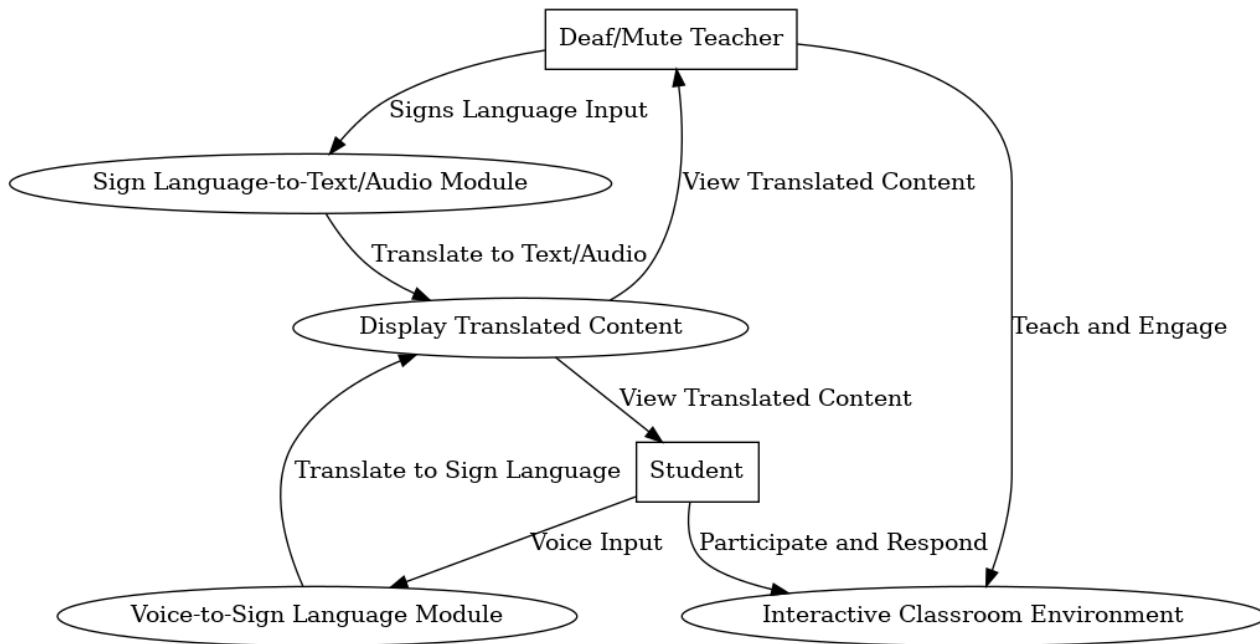 Deaf/Mute Teacher
Signs Language Input
Sign Language-to-Text/Audio Module
View Translated Content
Translate to Text/Audio
Display Translated Content
Teach and Engage
View Translated Content
Translate to Sign Language
Student
Voice Input
Participate and Respond
Voice-to-Sign Language Module
Interactive Classroom Environment